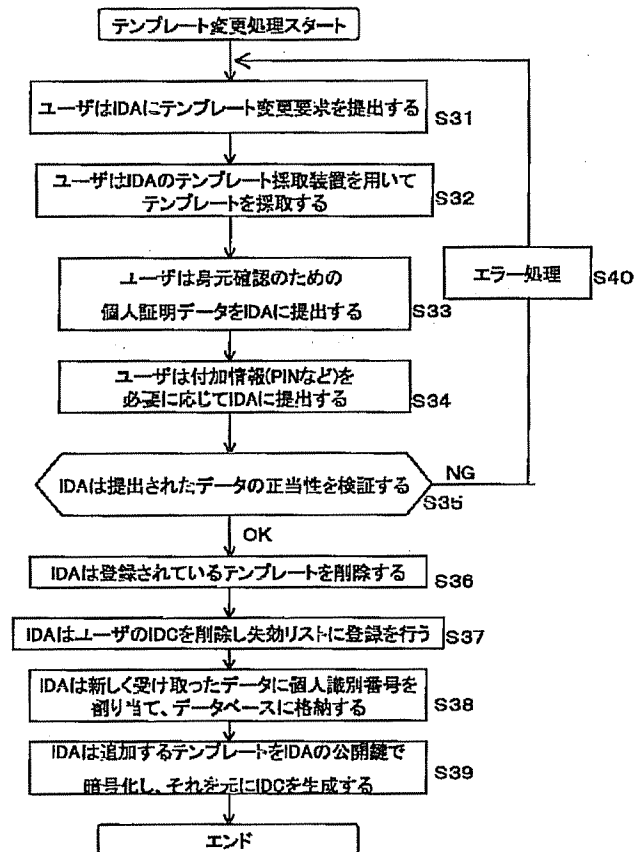 テンプレート変更処理スタート
ユーザはIDAにテンプレート変更要求を提出する
S31
ユーザはIDAのテンプレート採取装置を用いて
テンプレートを採取する
S32
エラー処理
S40
ユーザは身元確認のための
個人証明データをIDAに提出する
S33
ユーザは付加情報(PINなど)を
必要に応じてIDAに提出する
S34
IDAは提出されたデータの正当性を検証する
NG
S35
OK
IDAは登録されているテンプレートを削除する
S36
IDAはユーザのIDCを削除し失効リストに登録を行う
S37
IDAは新しく受け取ったデータに個人識別番号を
割り当て、データベースに格納する
S38
IDAは追加するテンプレートをIDAの公開鍵で
暗号化し、それを元にIDCを生成する
S39
エンド